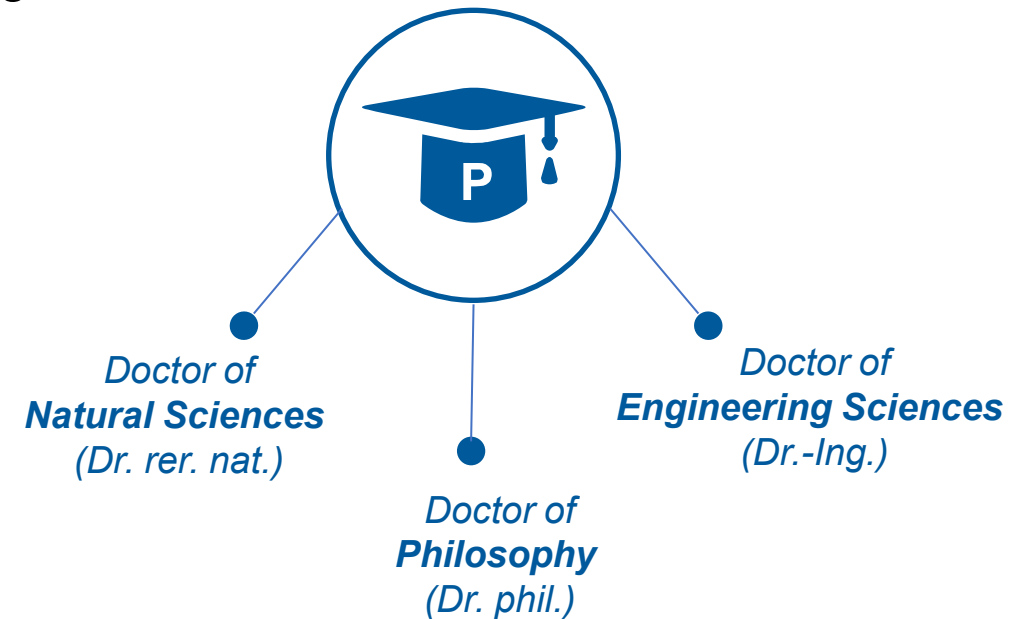 P
Doctor of
Natural Sciences
(Dr. rer. nat.)
Doctor of
Philosophy
(Dr. phil.)
Doctor of
Engineering Sciences
(Dr.-Ing.)